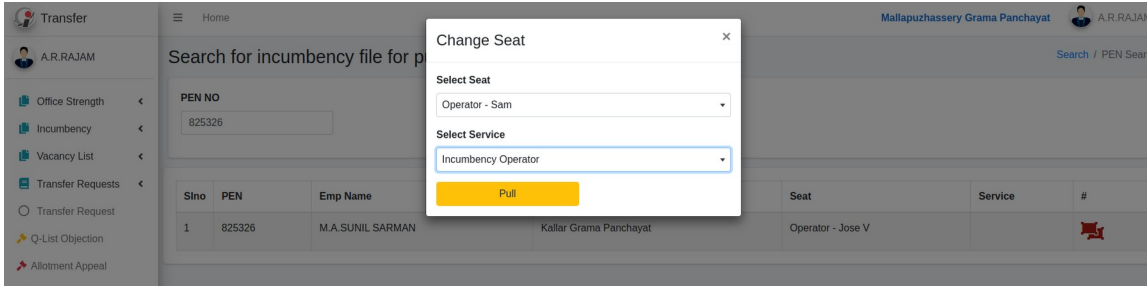 Transfer
Home
Mallapuzhassery Grama Panchayat
A.R.RAJAM
A.R.RAJAM
Search for incumbency file for p
Search / PEN Sear
Change Seat
×
Select Seat
Operator - Sam
Select Service
Incumbency Operator
Pull
Office Strength
Incumbency
Vacancy List
Transfer Requests
Transfer Request
Q-List Objection
Allotment Appeal
PEN NO
825326
Slno PEN Emp Name Seat Service #
1 825326 M.A.SUNIL SARMAN Kallar Grama Panchayat Operator - Jose V